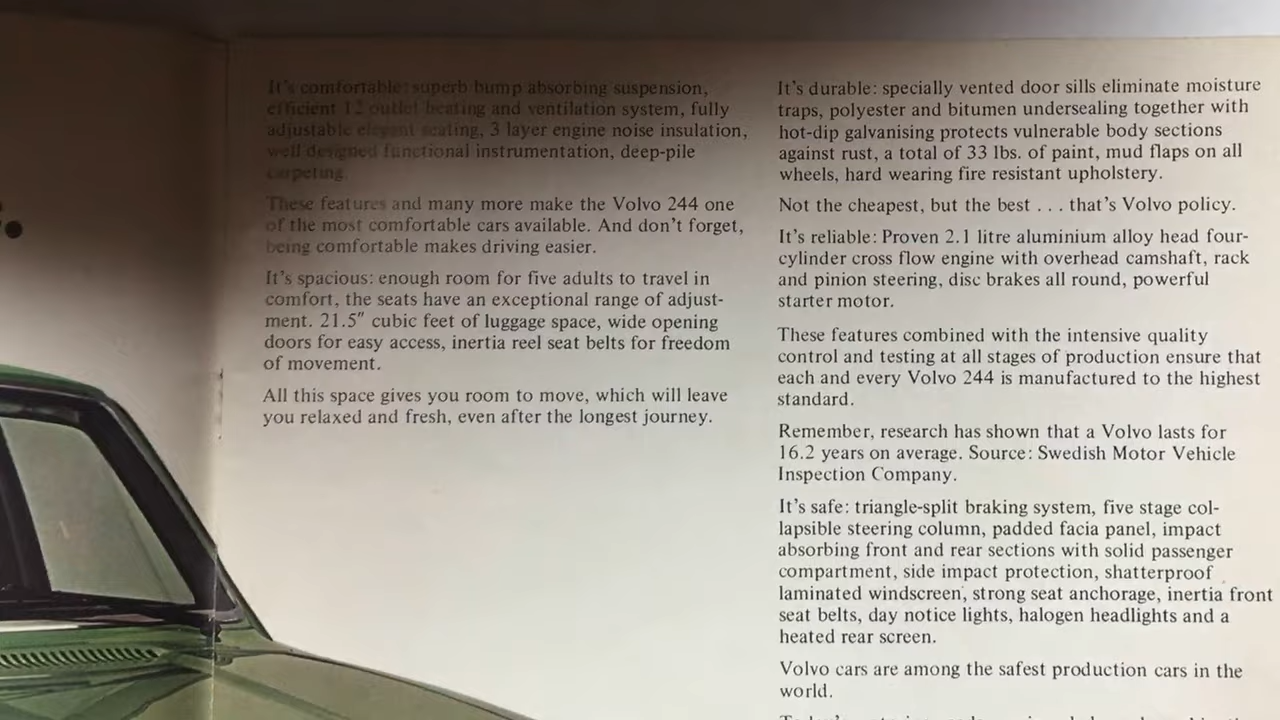 It's comfortable: superb bump absorbing suspension,
efficient 12 outlet heating and ventilation system, fully
adjustable elegant seating, 3 layer engine noise insulation,
well designed functional instrumentation, deep-pile
carpeting.
These features and many more make the Volvo 244 one
of the most comfortable cars available. And don't forget,
being comfortable makes driving easier.
It's spacious: enough room for five adults to travel in
comfort, the seats have an exceptional range of adjust-
ment. 21.5" cubic feet of luggage space, wide opening
doors for easy access, inertia reel seat belts for freedom
of movement.
All this space gives you room to move, which will leave
you relaxed and fresh, even after the longest journey.
It's durable: specially vented door sills eliminate moisture
traps, polyester and bitumen undersealing together with
hot-dip galvanising protects vulnerable body sections
against rust, a total of 33 lbs. of paint, mud flaps on all
wheels, hard wearing fire resistant upholstery.
Not the cheapest, but the best . . . that's Volvo policy.
It's reliable: Proven 2.1 litre aluminium alloy head four-
cylinder cross flow engine with overhead camshaft, rack
and pinion steering, disc brakes all round, powerful
starter motor.
These features combined with the intensive quality
control and testing at all stages of production ensure that
each and every Volvo 244 is manufactured to the highest
standard.
Remember, research has shown that a Volvo lasts for
16.2 years on average. Source: Swedish Motor Vehicle
Inspection Company.
It's safe: triangle-split braking system, five stage col-
lapsible steering column, padded facia panel, impact
absorbing front and rear sections with solid passenger
compartment, side impact protection, shatterproof
laminated windscreen, strong seat anchorage, inertia front
seat belts, day notice lights, halogen headlights and a
heated rear screen.
Volvo cars are among the safest production cars in the
world.